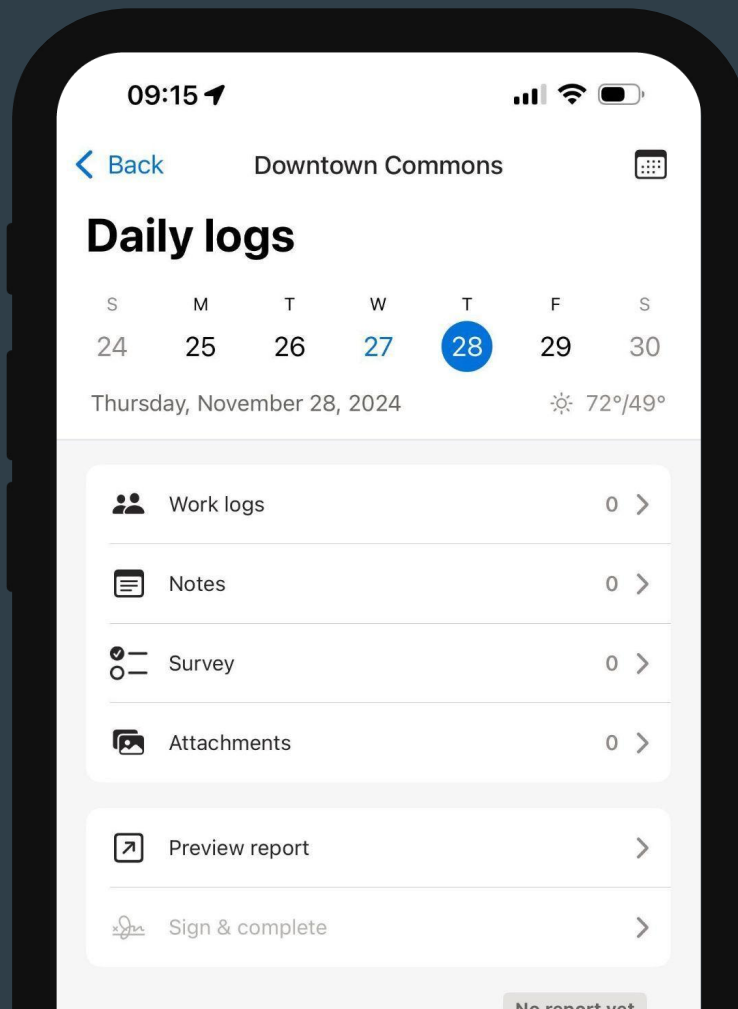 09:15
Back Downtown Commons
Daily logs
S M T W T F S
24 25 26 27 28 29 30
Thursday, November 28, 2024 72°/49°
Work logs 0
Notes 0
Survey 0
Attachments 0
Preview report
Sign & complete
No report yet